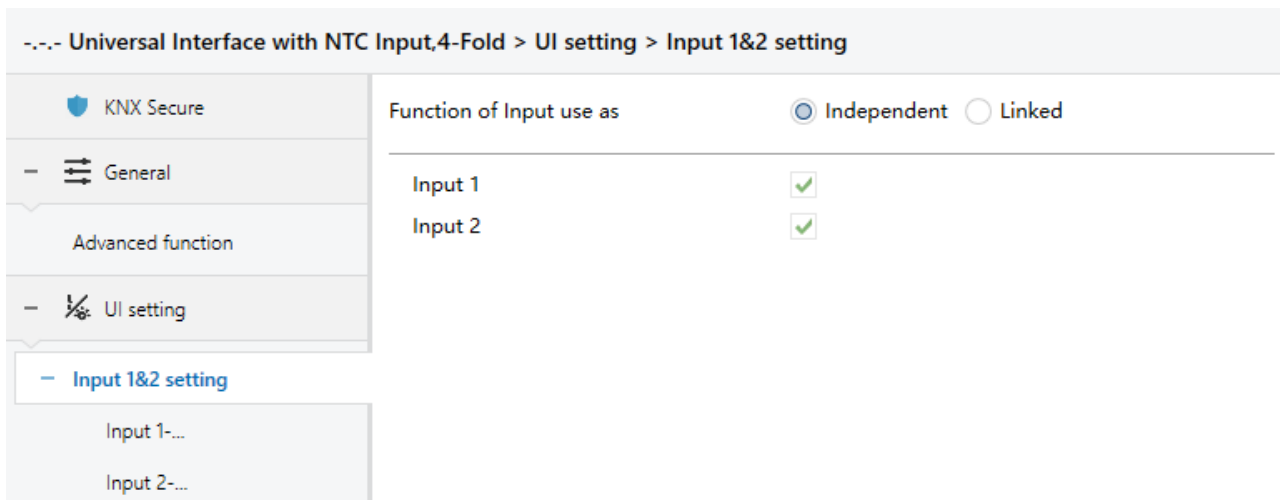 -.-.- Universal Interface with NTC Input,4-Fold > UI setting > Input 1&2 setting
KNX Secure
General
Advanced function
UI setting
Input 1&2 setting
Input 1-...
Input 2-...
Function of Input use as Independent Linked
Input 1
Input 2